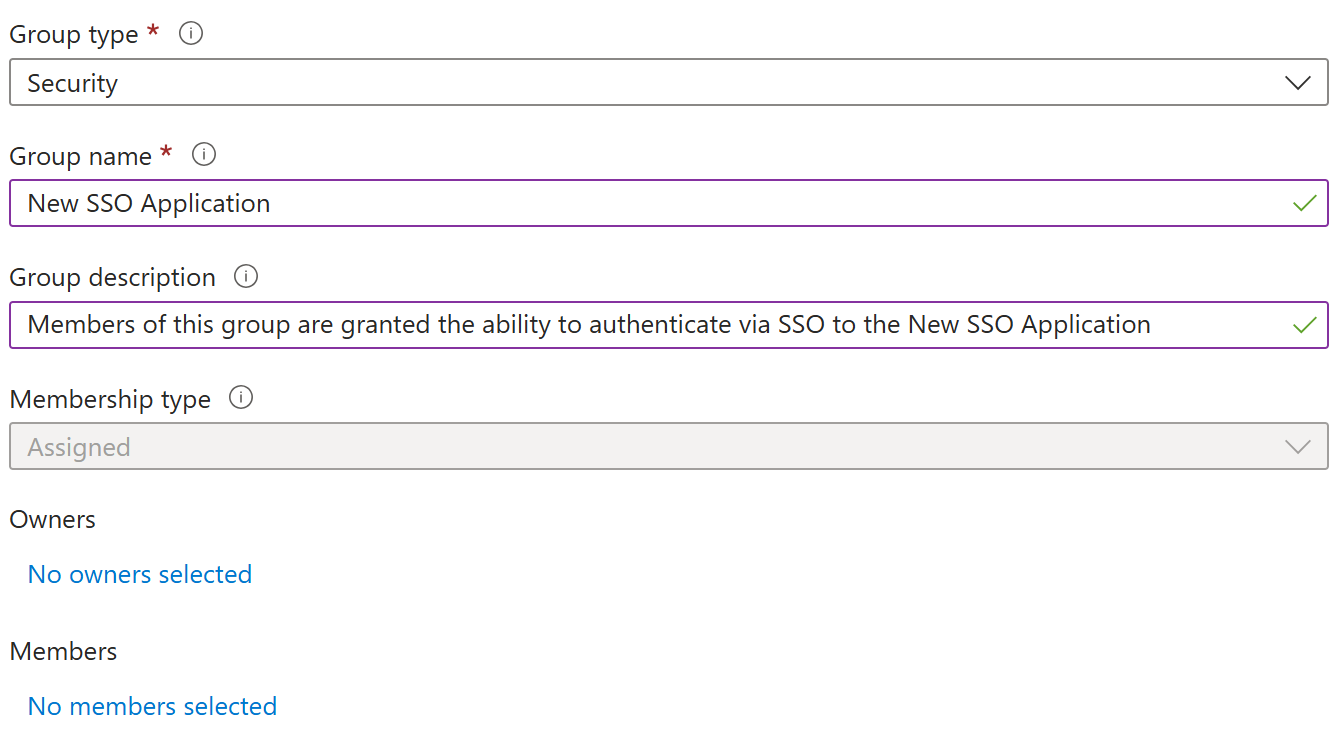 Group type *
Security
Group name *
New SSO Application
Group description
Members of this group are granted the ability to authenticate via SSO to the New SSO Application
Membership type
Assigned
Owners
No owners selected
Members
No members selected